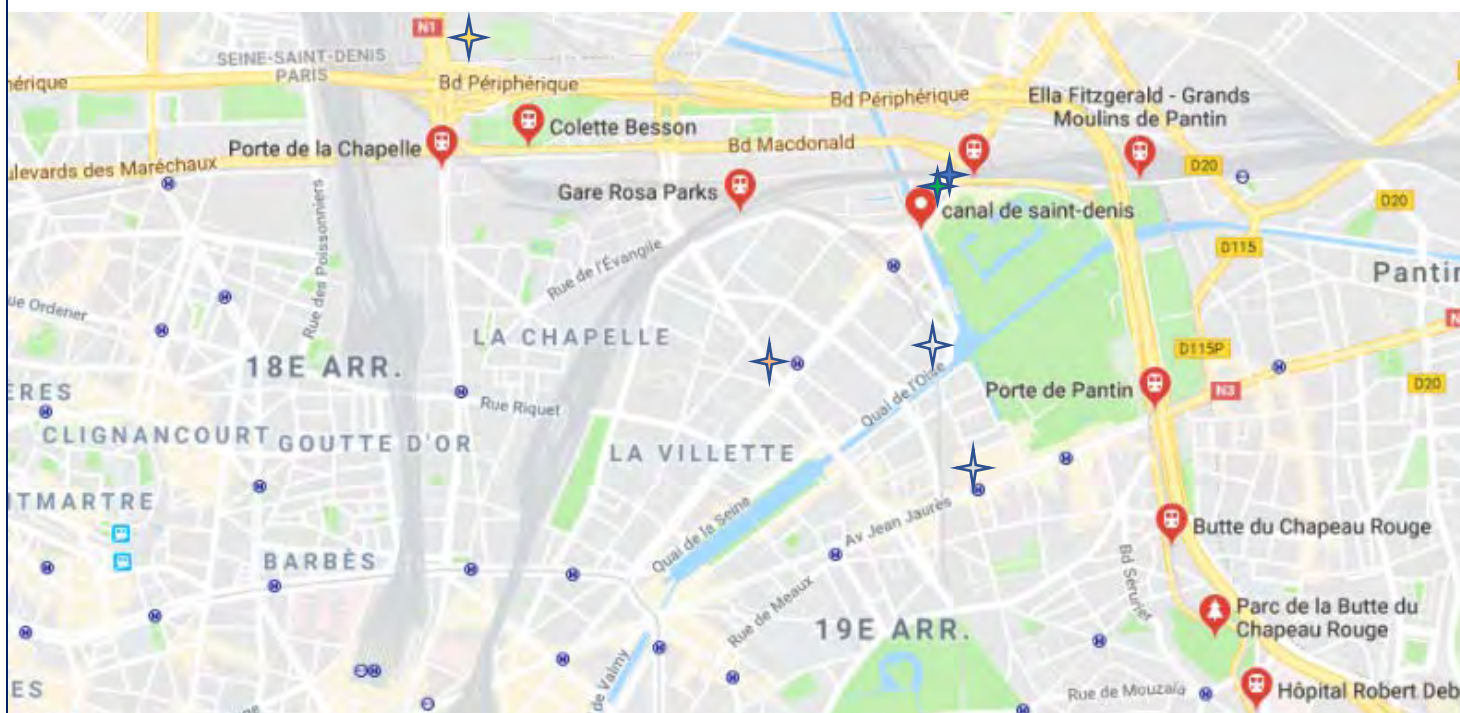 N1
SEINE-SAINT-DENIS
PARIS
hérique
Bd Périphérique
Bd Périphérique
Ella Fitzgerald - Grands
Moulins de Pantin
Porte de la Chapelle
Colette Besson
Bd Macdonald
ulevards des Maréchaux
D20
Gare Rosa Parks
canal de saint-denis
D20
Rue des Poissonniers
Rue de l'Évangile
D115
Pantin
ue Ordener
N
LA CHAPELLE
18E ARR.
D115P
ERES
Rue Riquet
Quai de l'Oise
Porte de Pantin
N3
D20
CLIGNANCOURT
GOUTTE D'OR
LA VILLETTE
NTMARTRE
Quai de la Seine
Av Jean Jaurès
Butte du Chapeau Rouge
BARBÈS
Bd Sérurier
Rue de Meaux
19E ARR.
Parc de la Butte du
Chapeau Rouge
de Valmy
ES
Rue de Mouzaïa
Hôpital Robert Deb